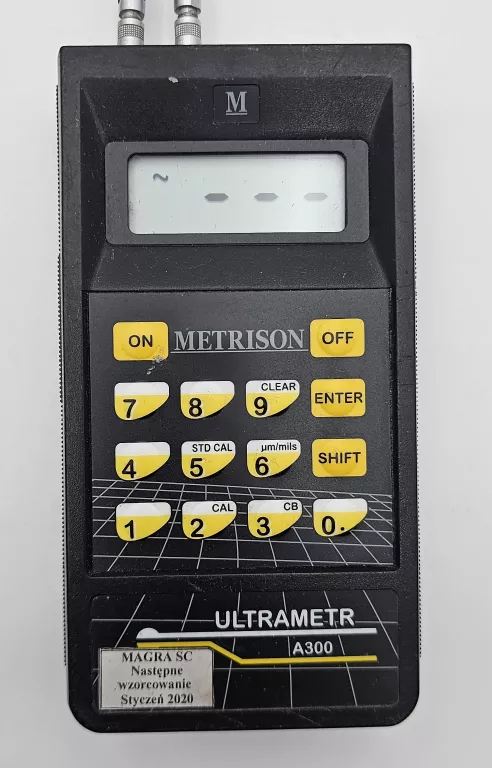 M
~ - - -
ON METRISON OFF
7 8 9 CLEAR ENTER
4 5 STD CAL 6 µm/mils SHIFT
1 2 CAL 3 CB 0.
ULTRAMETR
A300
MAGRA SC
Następne
wzorcowanie
Styczeń 2020